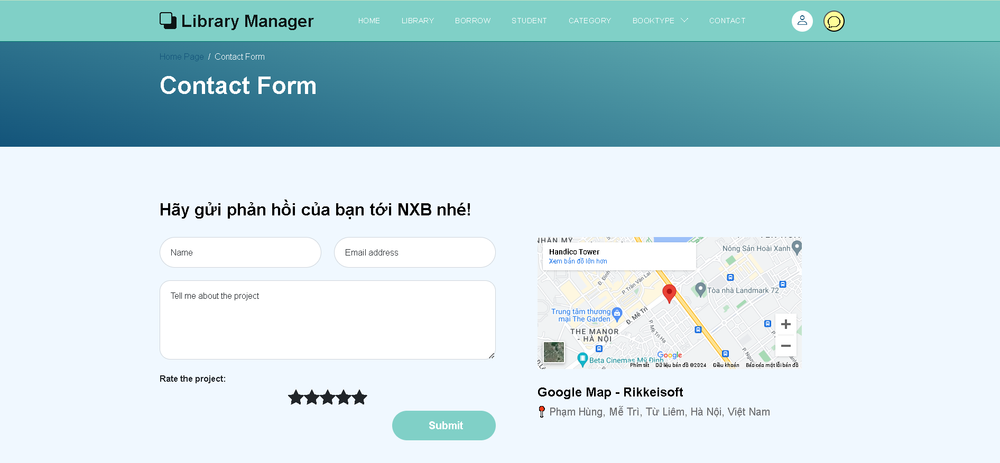 Library Manager
HOME
LIBRARY
BORROW
STUDENT
CATEGORY
BOOKTYPE
CONTACT
Home Page / Contact Form
Contact Form
Hãy gửi phản hồi của bạn tới NXB nhé!
Name
Email address
Tell me about the project
Rate the project:
Submit
NHÂN MỸ
Handico Tower
Xem bản đồ lớn hơn
Nông Sản Hoài Xanh
Đ. Đình
P. Trần Văn Lai
Tòa nhà Landmark 72
Trung tâm thương
mại The Garden
Đ. Mễ Trì
P. Mễ Trì Hạ
THE MANOR
- HÀ NỘI
Google
Beta Cinemas Mỹ Đình
Phím tắt
Dữ liệu bản đồ ©2024
Điều khoản
Báo cáo một lỗi bản đồ
Google Map - Rikkeisoft
Phạm Hùng, Mễ Trì, Từ Liêm, Hà Nội, Việt Nam